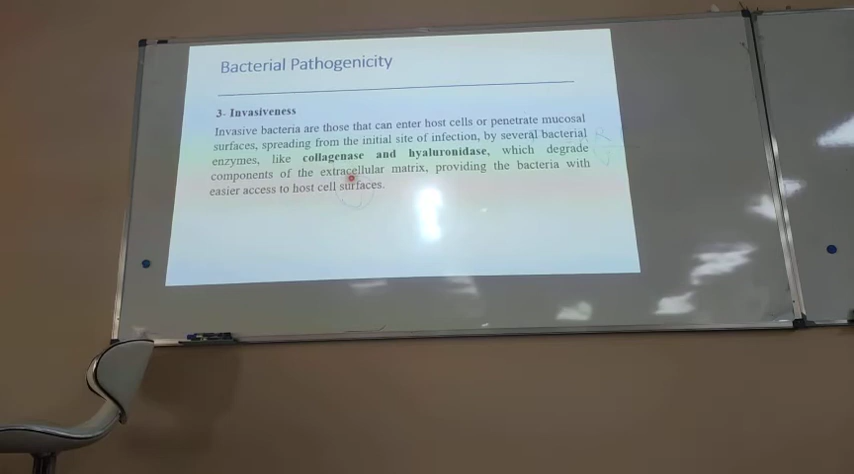 Bacterial Pathogenicity
3- Invasiveness
Invasive bacteria are those that can enter host cells or penetrate mucosal
surfaces, spreading from the initial site of infection, by several bacterial
enzymes, like collagenase and hyaluronidase, which degrade
components of the extracellular matrix, providing the bacteria with
easier access to host cell surfaces.